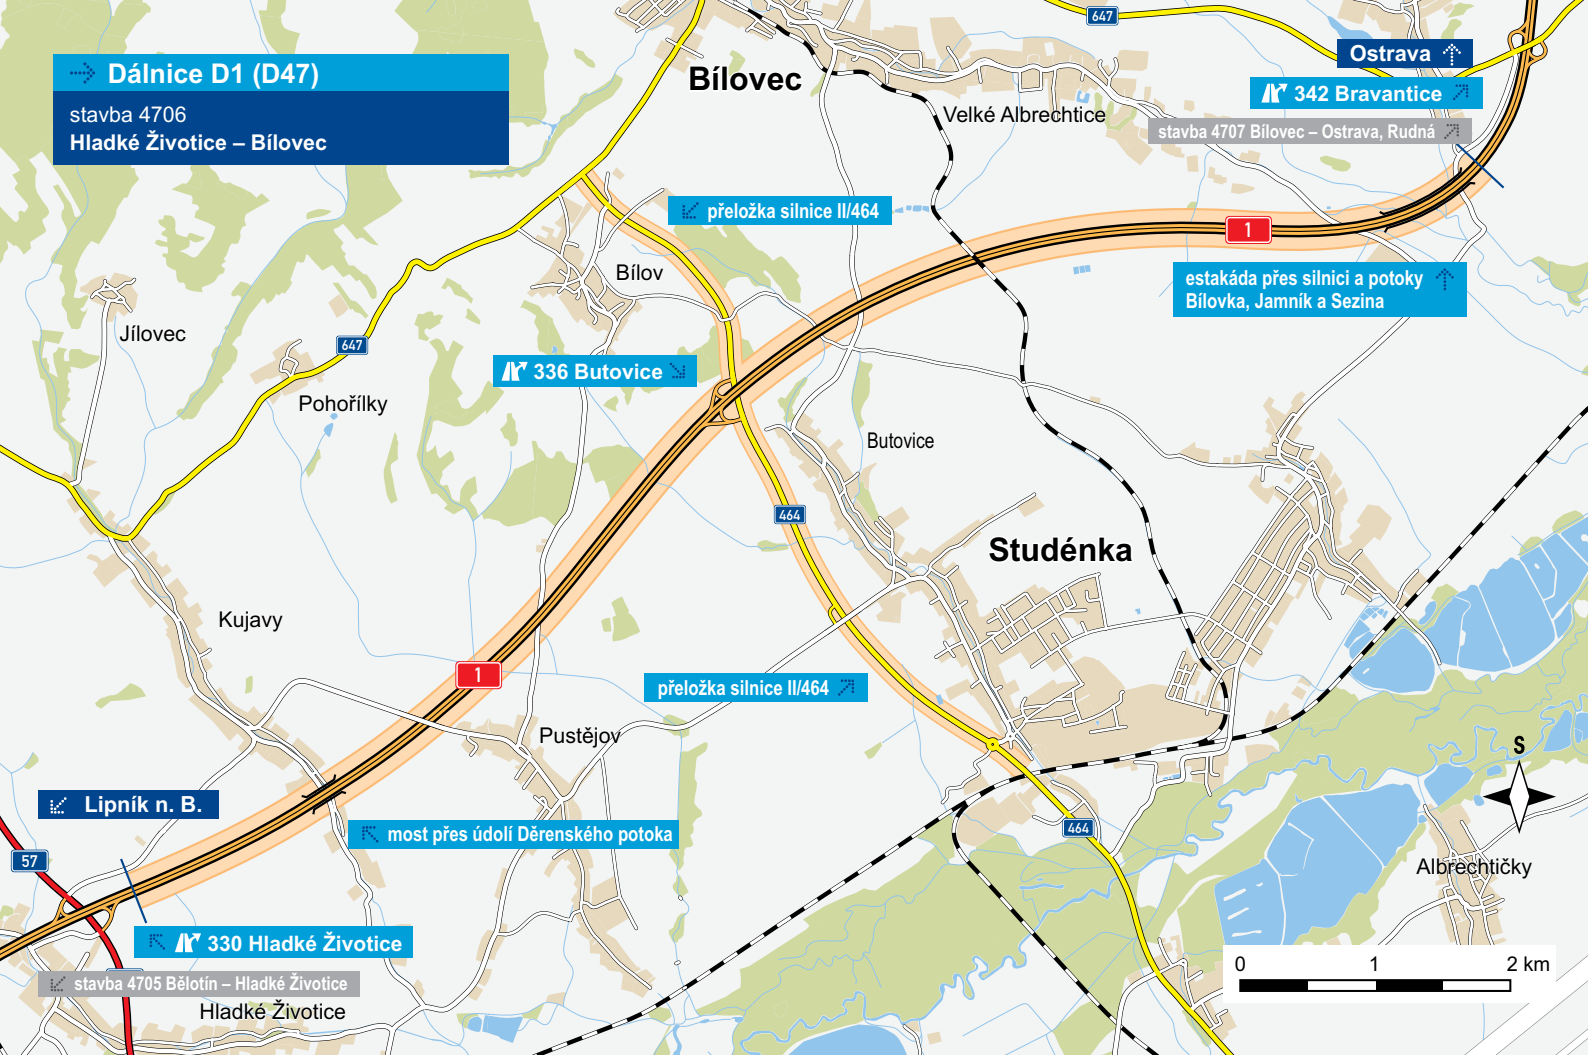 Dálnice D1 (D47)
stavba 4706
Hladké Životice – Bílovec
647
Ostrava
342 Bravantice
stavba 4707 Bílovec – Ostrava, Rudná
Bílovec
Velké Albrechtice
přeložka silnice II/464
1
estakáda přes silnici a potoky
Bílovka, Jamník a Sezina
Bílov
Jílovec
647
336 Butovice
Pohořílky
Butovice
464
Studénka
Kujavy
1
přeložka silnice II/464
Pustějov
S
Lipník n. B.
most přes údolí Děrenského potoka
464
57
Albrechtičky
330 Hladké Životice
stavba 4705 Bělotín – Hladké Životice
Hladké Životice
0 1 2 km